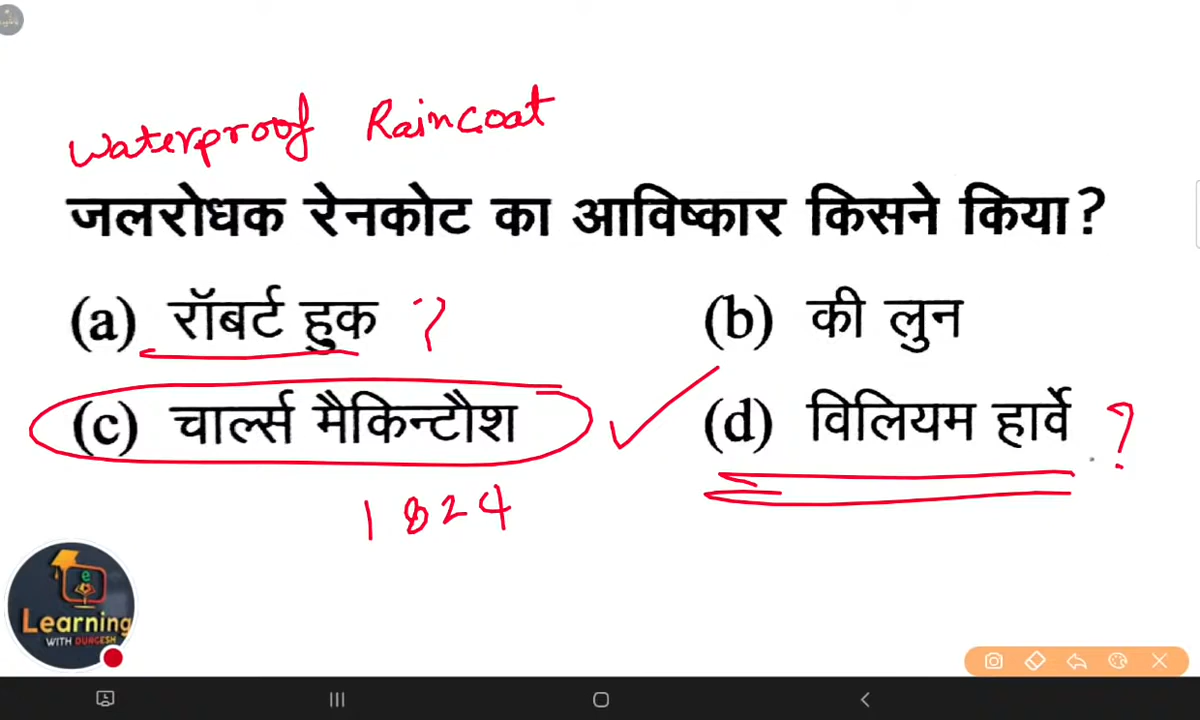 Waterproof Raincoat
जलरोधक रेनकोट का आविष्कार किसने किया?
(a) रॉबर्ट हुक ?
(b) की लुन
(c) चार्ल्स मैकिन्टौश
(d) विलियम हार्वे ?
1824
e
Learning
WITH DURGESH